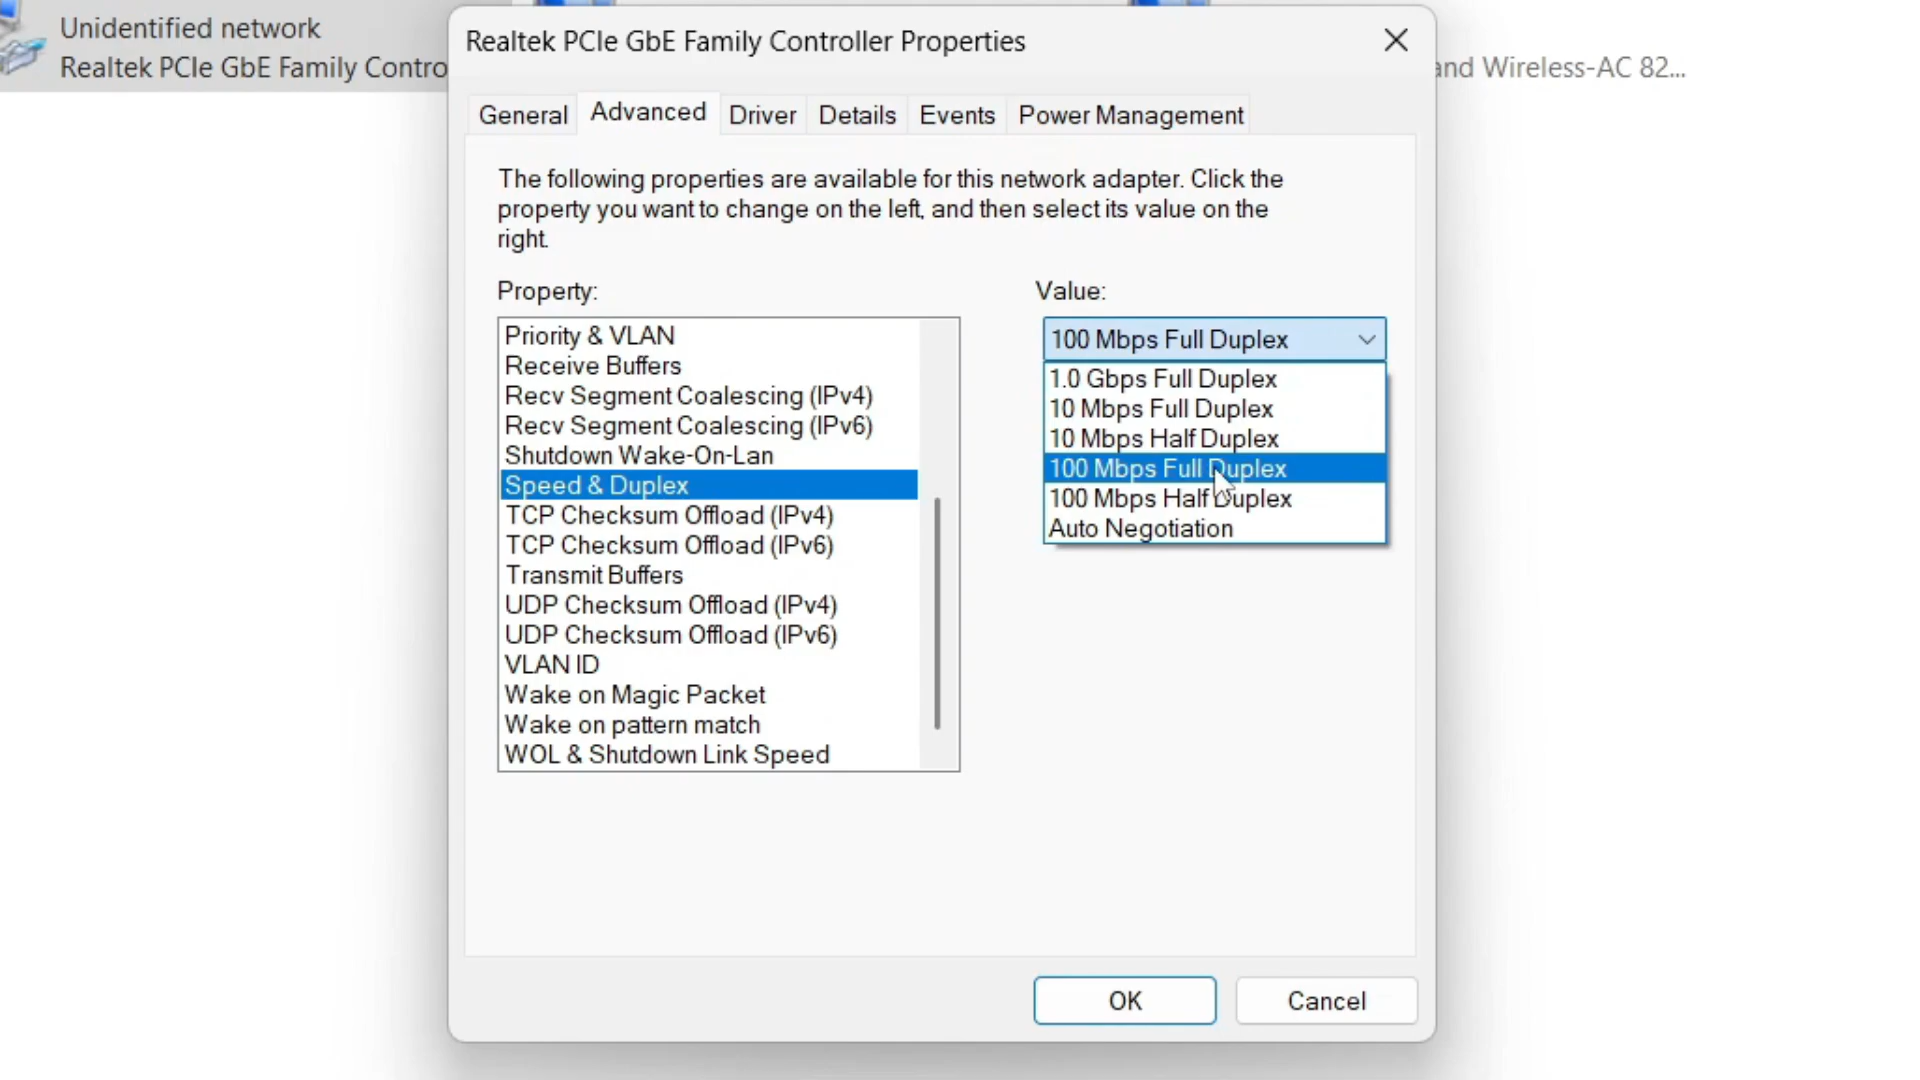 Unidentified network
Realtek PCIe GbE Family Contro
Realtek PCIe GbE Family Controller Properties
and Wireless-AC 82...
General
Advanced
Driver
Details
Events
Power Management
The following properties are available for this network adapter. Click the
property you want to change on the left, and then select its value on the
right.
Property:
Priority & VLAN
Receive Buffers
Recv Segment Coalescing (IPv4)
Recv Segment Coalescing (IPv6)
Shutdown Wake-On-Lan
Speed & Duplex
TCP Checksum Offload (IPv4)
TCP Checksum Offload (IPv6)
Transmit Buffers
UDP Checksum Offload (IPv4)
UDP Checksum Offload (IPv6)
VLAN ID
Wake on Magic Packet
Wake on pattern match
WOL & Shutdown Link Speed
Value:
100 Mbps Full Duplex
1.0 Gbps Full Duplex
10 Mbps Full Duplex
10 Mbps Half Duplex
100 Mbps Full Duplex
100 Mbps Half Duplex
Auto Negotiation
OK
Cancel